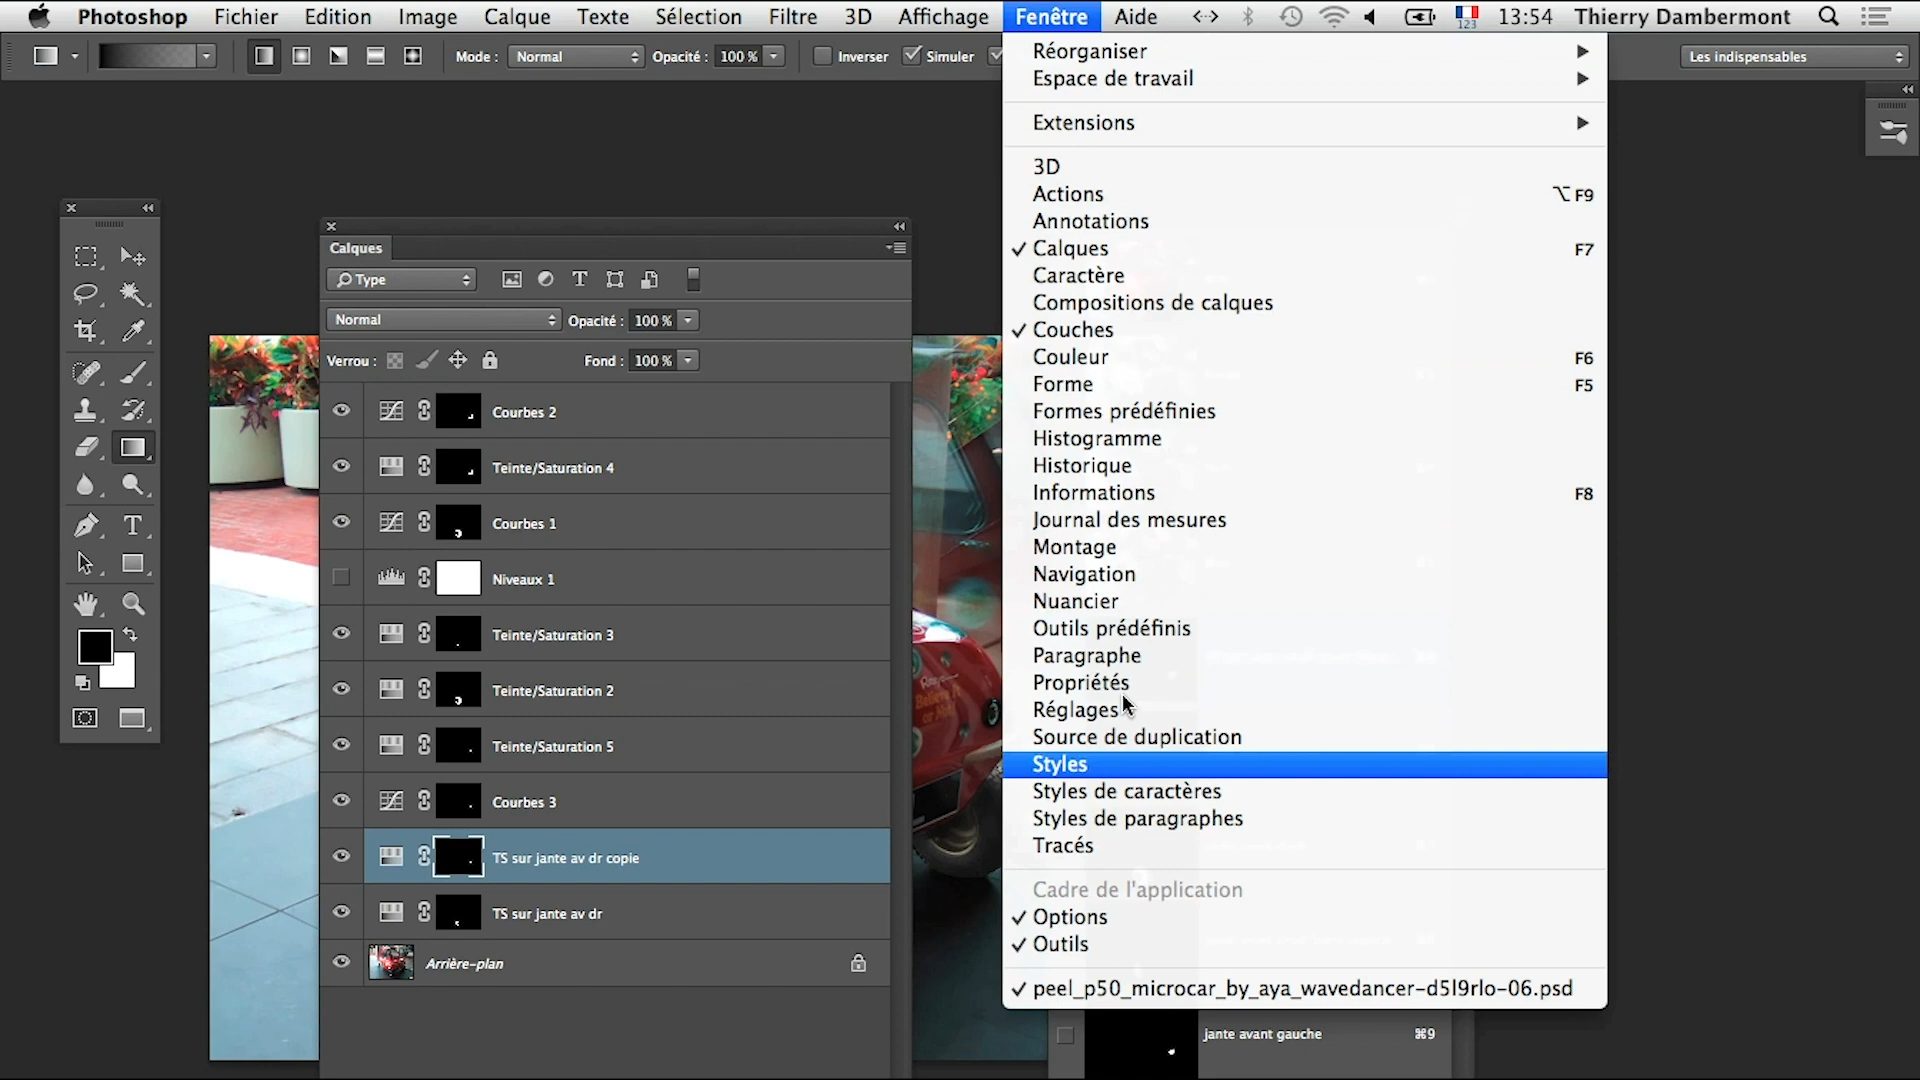 Photoshop Fichier Edition Image Calque Texte Sélection Filtre 3D Affichage Fenêtre Aide 123 13:54 Thierry Dambermont
Mode : Normal Opacité : 100 % Inverser Simuler Les indispensables
Réorganiser
Espace de travail
Extensions
3D
Actions ⌥F9
Annotations
✓ Calques F7
Caractère
Compositions de calques
✓ Couches
Couleur F6
Forme F5
Formes prédéfinies
Histogramme
Historique
Informations F8
Journal des mesures
Montage
Navigation
Nuancier
Outils prédéfinis
Paragraphe
Propriétés
Réglages
Source de duplication
Styles
Styles de caractères
Styles de paragraphes
Tracés
Cadre de l'application
✓ Options
✓ Outils
✓ peel_p50_microcar_by_aya_wavedancer-d5l9rlo-06.psd
Calques
Type
Normal Opacité : 100 %
Verrou : Fond : 100 %
Courbes 2
Teinte/Saturation 4
Courbes 1
Niveaux 1
Teinte/Saturation 3
Teinte/Saturation 2
Teinte/Saturation 5
Courbes 3
TS sur jante av dr copie
TS sur jante av dr
Arrière-plan
jante avant gauche ⌘9